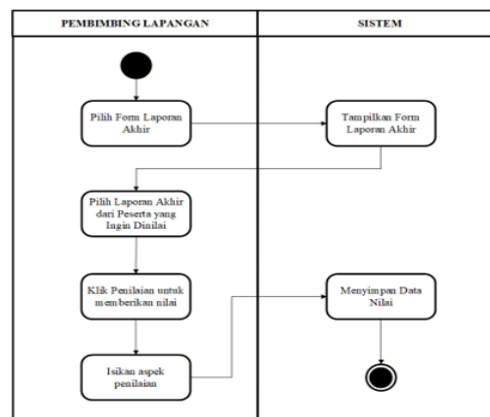 PEMBIMBING LAPANGAN
SISTEM
Pilih Form Laporan
Akhir
Tampilkan Form
Laporan Akhir
Pilih Laporan Akhir
dari Peserta yang
Ingin Dinilai
Klik Penilaian untuk
memberikan nilai
Menyimpan Data
Nilai
Isikan aspek
penilaian